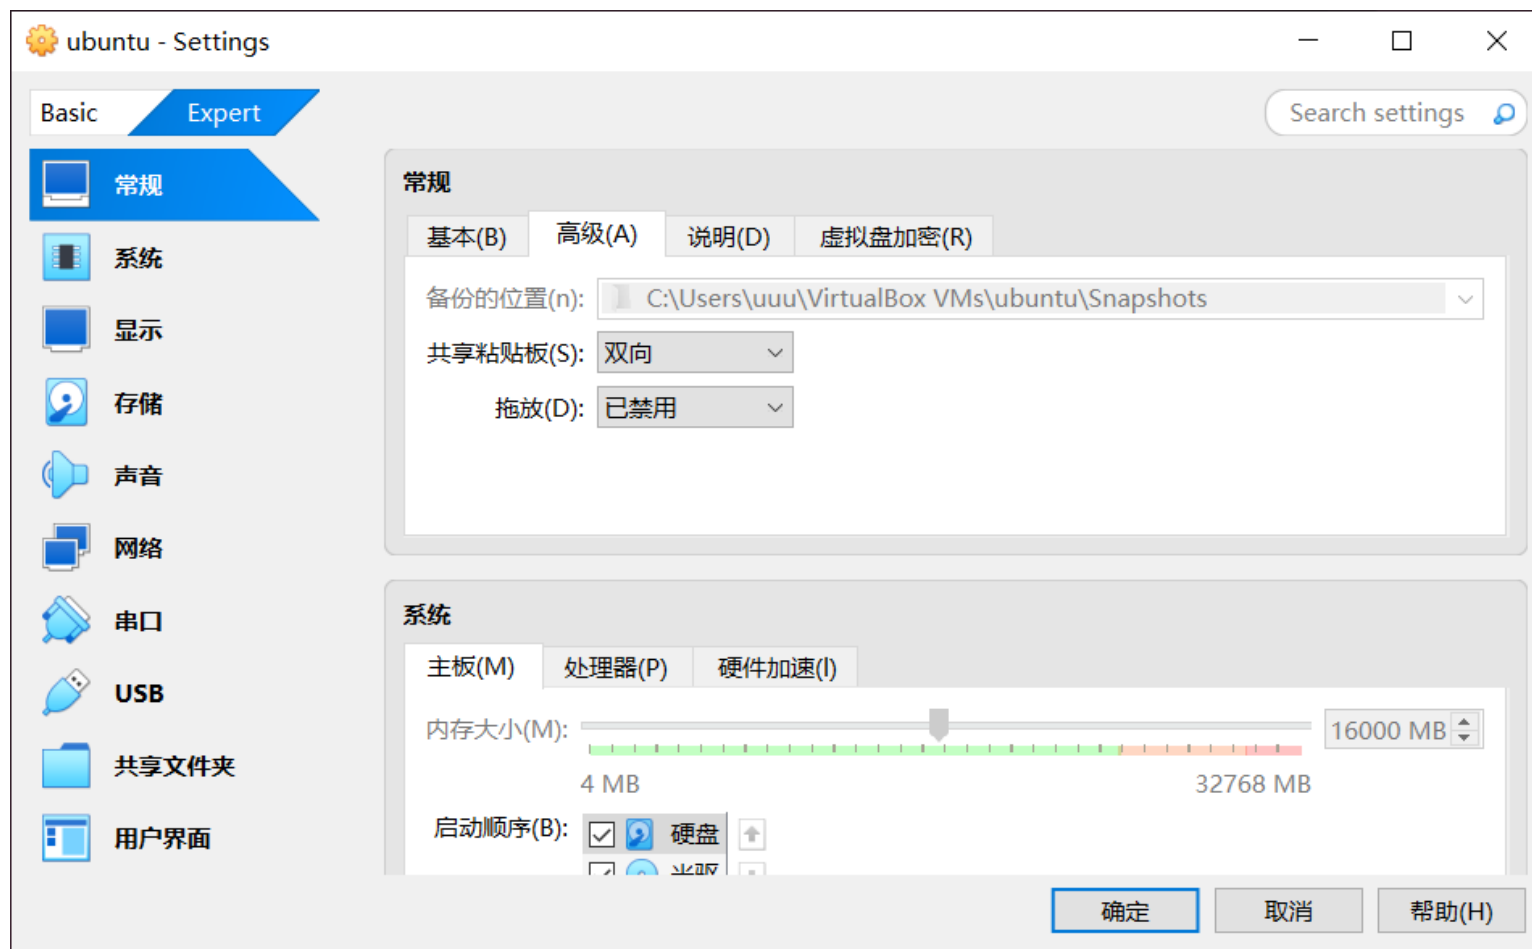 ubuntu - Settings
Basic
Expert
Search settings
常规
系统
显示
存储
声音
网络
串口
USB
共享文件夹
用户界面
常规
基本(B)
高级(A)
说明(D)
虚拟盘加密(R)
备份的位置(n):
C:\Users\uuu\VirtualBox VMs\ubuntu\Snapshots
共享粘贴板(S):
双向
拖放(D):
已禁用
系统
主板(M)
处理器(P)
硬件加速(l)
内存大小(M):
16000 MB
4 MB
32768 MB
启动顺序(B):
硬盘
光驱
确定
取消
帮助(H)